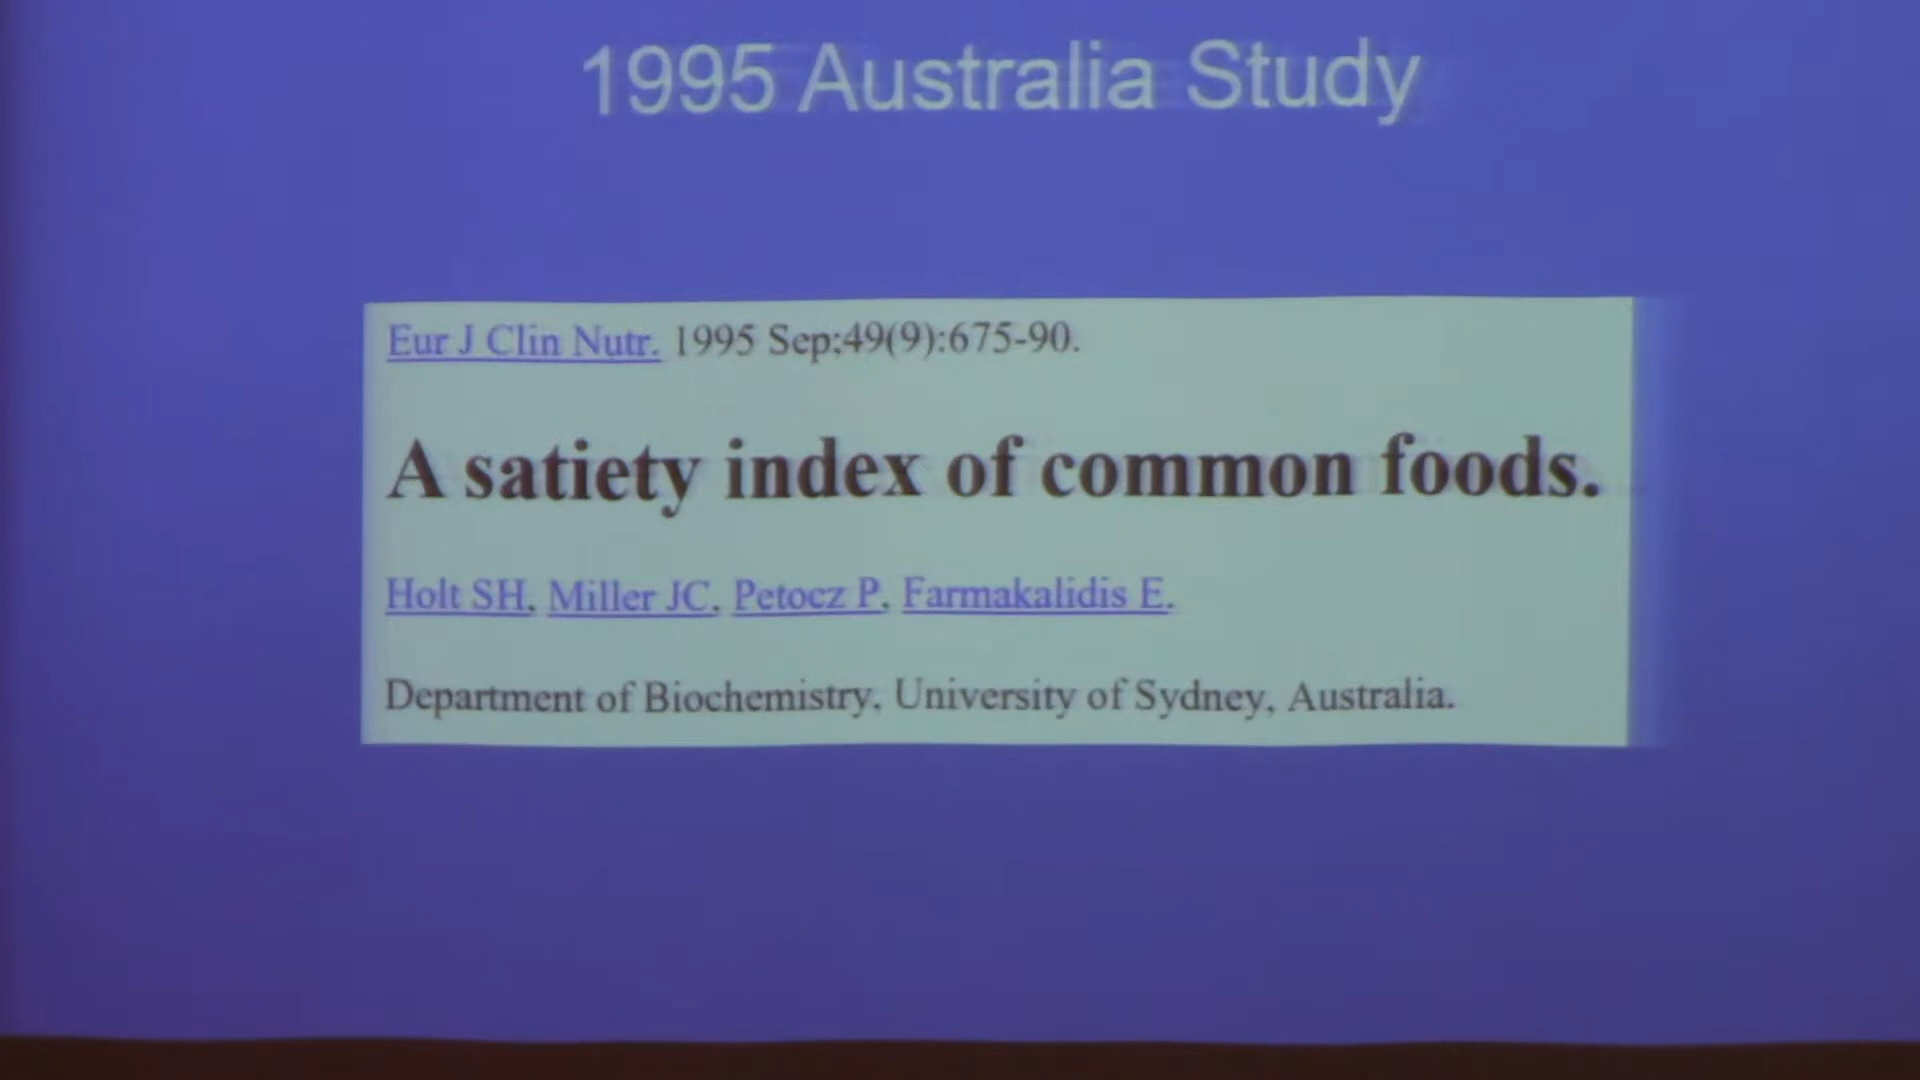 1995 Australia Study
Eur J Clin Nutr. 1995 Sep;49(9):675-90.
A satiety index of common foods.
Holt SH, Miller JC, Petocz P, Farmakalidis E.
Department of Biochemistry, University of Sydney, Australia.